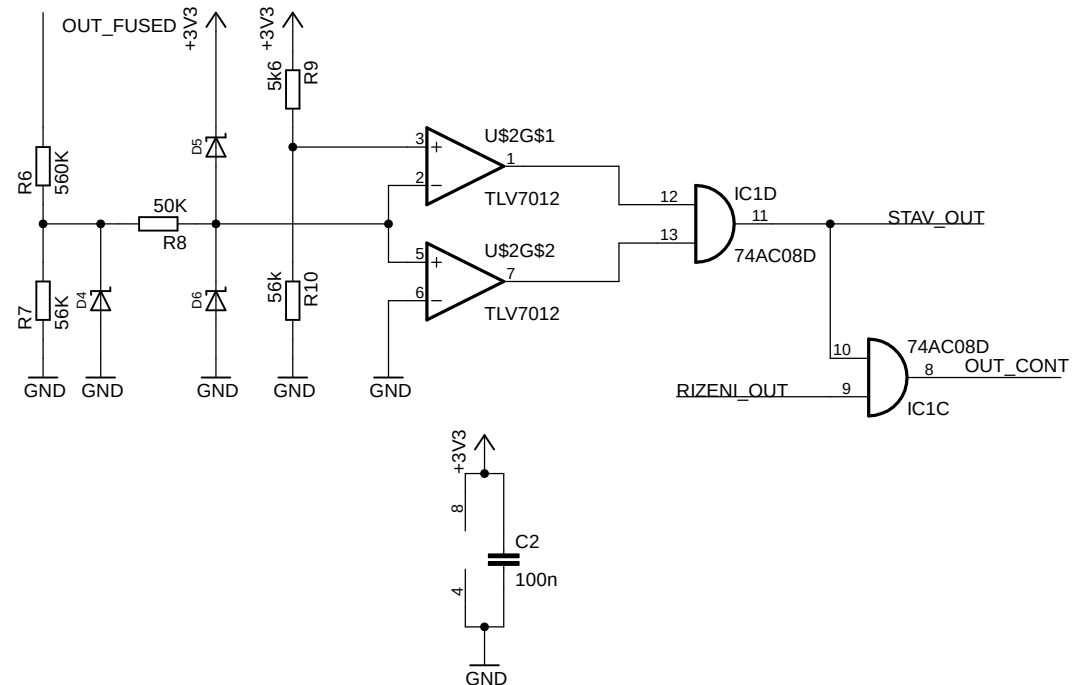 OUT_FUSED
+3V3
+3V3
5k6
R9
D5
R6
560K
50K
R8
3
2
U$2G$1
1
TLV7012
5
6
U$2G$2
7
TLV7012
12
13
IC1D
11
74AC08D
STAV_OUT
R7
56K
D4
D6
56k
R10
GND
GND
GND
GND
GND
10
9
74AC08D
8
IC1C
OUT_CONT
RIZENI_OUT
+3V3
8
4
C2
100n
GND